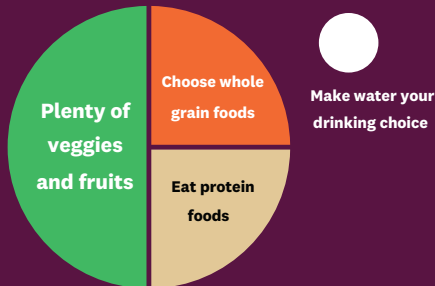 Plenty of
veggies
and fruits
Choose whole
grain foods
Eat protein
foods
Make water your
drinking choice